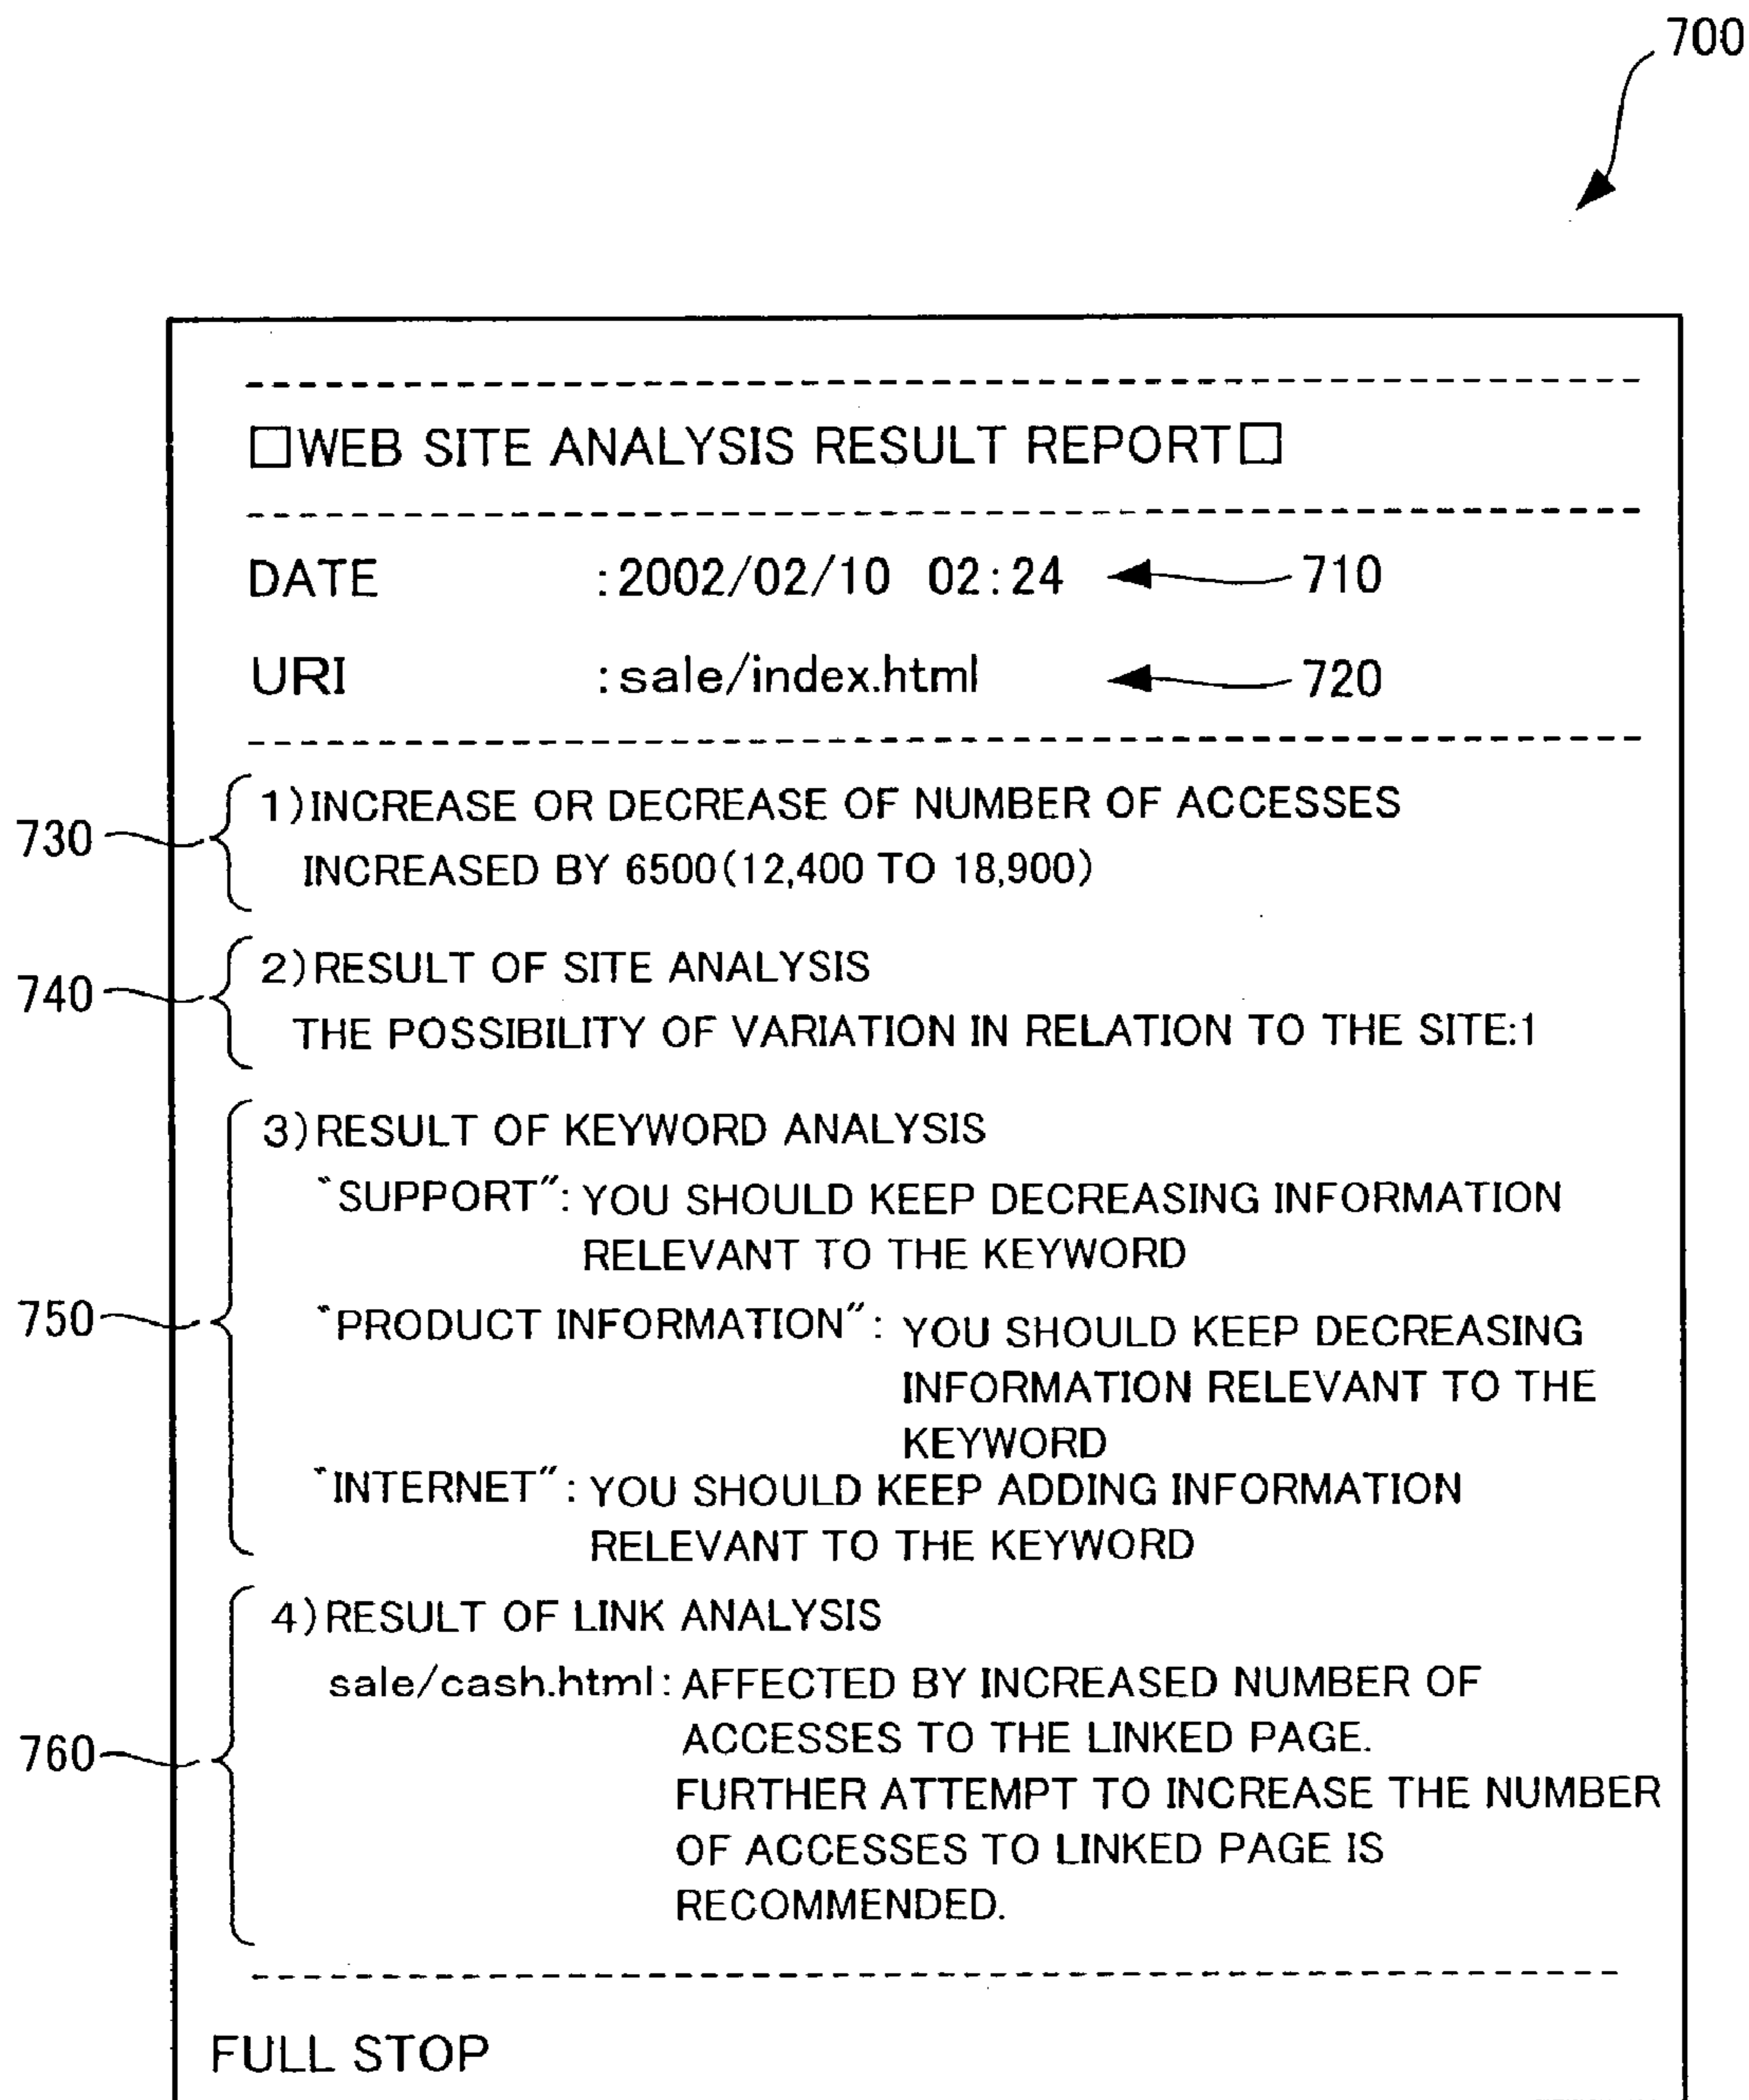 700
□WEB SITE ANALYSIS RESULT REPORT□
DATE :2002/02/10 02:24 710
URI :sale/index.html 720
730
1)INCREASE OR DECREASE OF NUMBER OF ACCESSES
INCREASED BY 6500(12,400 TO 18,900)
740
2)RESULT OF SITE ANALYSIS
THE POSSIBILITY OF VARIATION IN RELATION TO THE SITE:1
750
3)RESULT OF KEYWORD ANALYSIS
"SUPPORT": YOU SHOULD KEEP DECREASING INFORMATION
RELEVANT TO THE KEYWORD
"PRODUCT INFORMATION": YOU SHOULD KEEP DECREASING
INFORMATION RELEVANT TO THE
KEYWORD
"INTERNET": YOU SHOULD KEEP ADDING INFORMATION
RELEVANT TO THE KEYWORD
760
4)RESULT OF LINK ANALYSIS
sale/cash.html: AFFECTED BY INCREASED NUMBER OF
ACCESSES TO THE LINKED PAGE.
FURTHER ATTEMPT TO INCREASE THE NUMBER
OF ACCESSES TO LINKED PAGE IS
RECOMMENDED.
FULL STOP